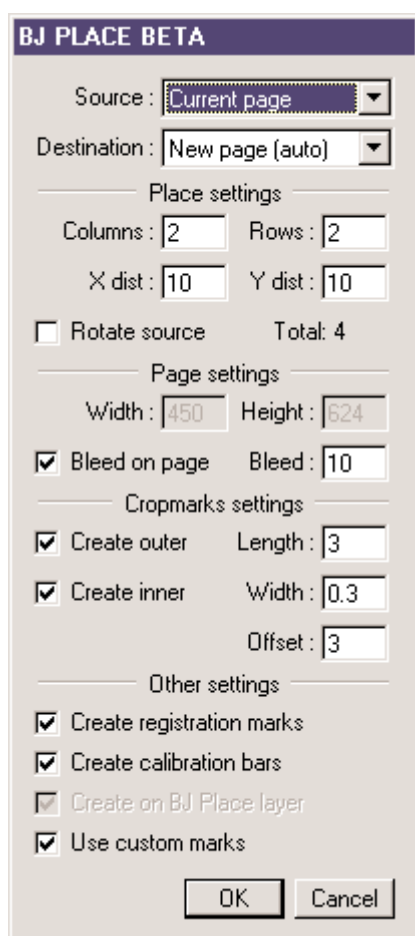 BJ PLACE BETA
Source : Current page
Destination : New page (auto)
Place settings
Columns : 2 Rows : 2
X dist : 10 Y dist : 10
Rotate source Total: 4
Page settings
Width : 450 Height : 624
Bleed on page Bleed : 10
Cropmarks settings
Create outer Length : 3
Create inner Width : 0.3
Offset : 3
Other settings
Create registration marks
Create calibration bars
Create on BJ Place layer
Use custom marks
OK Cancel